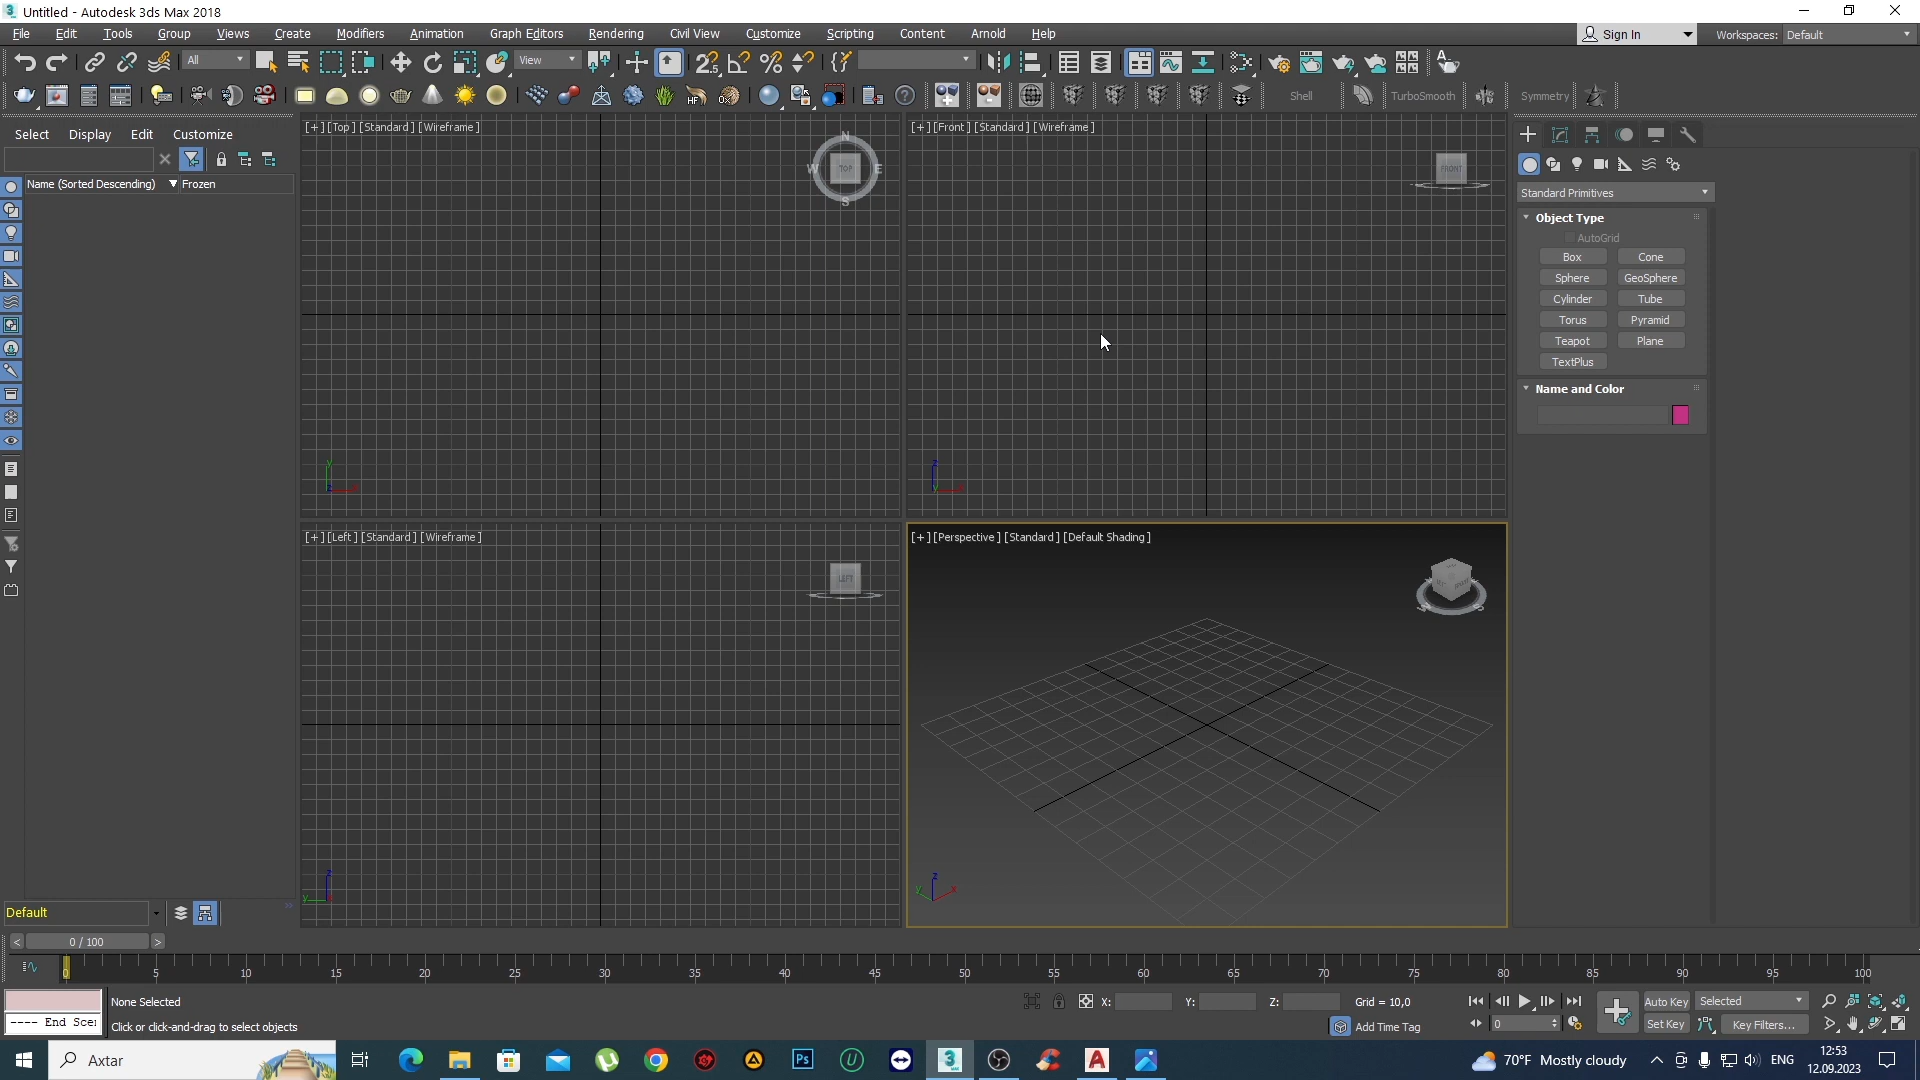 Untitled - Autodesk 3ds Max 2018
File Edit Tools Group Views Create Modifiers Animation Graph Editors Rendering Civil View Customize Scripting Content Arnold Help
Sign In
Workspaces: Default
All
View
Shell
TurboSmooth
Symmetry
Select Display Edit Customize
Name (Sorted Descending) Frozen
[+] [Top] [Standard] [Wireframe]
N
W TOP E
S
[+] [Front] [Standard] [Wireframe]
FRONT
Standard Primitives
Object Type
AutoGrid
Box Cone
Sphere GeoSphere
Cylinder Tube
Torus Pyramid
Teapot Plane
TextPlus
Name and Color
[+] [Left] [Standard] [Wireframe]
LEFT
[+] [Perspective] [Standard] [Default Shading]
Default
< 0 / 100 >
0 5 10 15 20 25 30 35 40 45 50 55 60 65 70 75 80 85 90 95 100
None Selected
X: Y: Z: Grid = 10,0
Auto Key Selected
---- End Sce
Click or click-and-drag to select objects
Add Time Tag
0
Set Key Key Filters...
Axtar
70°F Mostly cloudy
ENG
12:53
12.09.2023